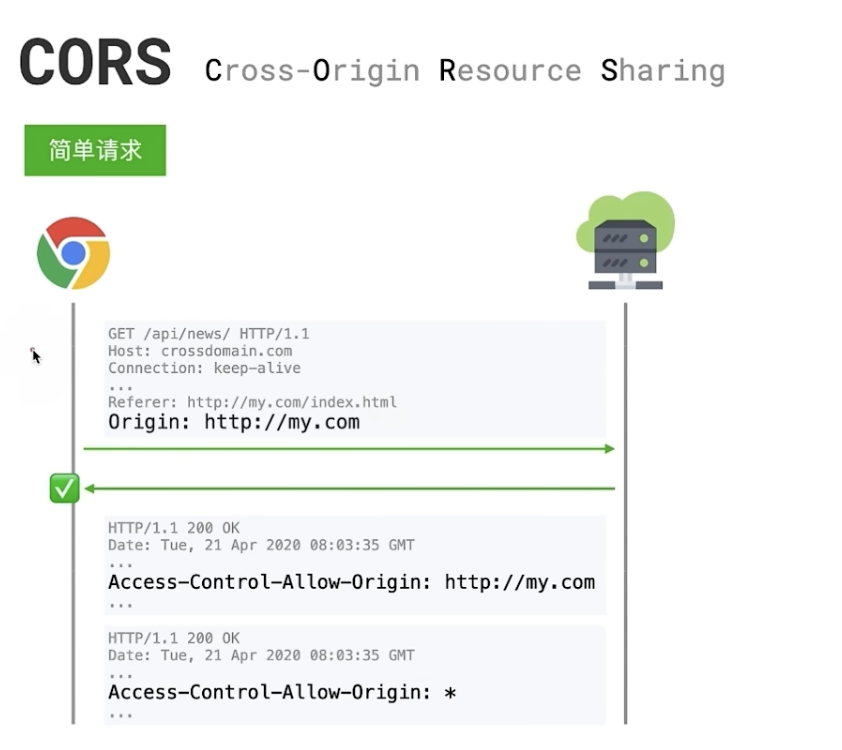 CORS Cross-Origin Resource Sharing
简单请求
GET /api/news/ HTTP/1.1
Host: crossdomain.com
Connection: keep-alive
...
Referer: http://my.com/index.html
Origin: http://my.com
HTTP/1.1 200 OK
Date: Tue, 21 Apr 2020 08:03:35 GMT
...
Access-Control-Allow-Origin: http://my.com
...
HTTP/1.1 200 OK
Date: Tue, 21 Apr 2020 08:03:35 GMT
...
Access-Control-Allow-Origin: *
...